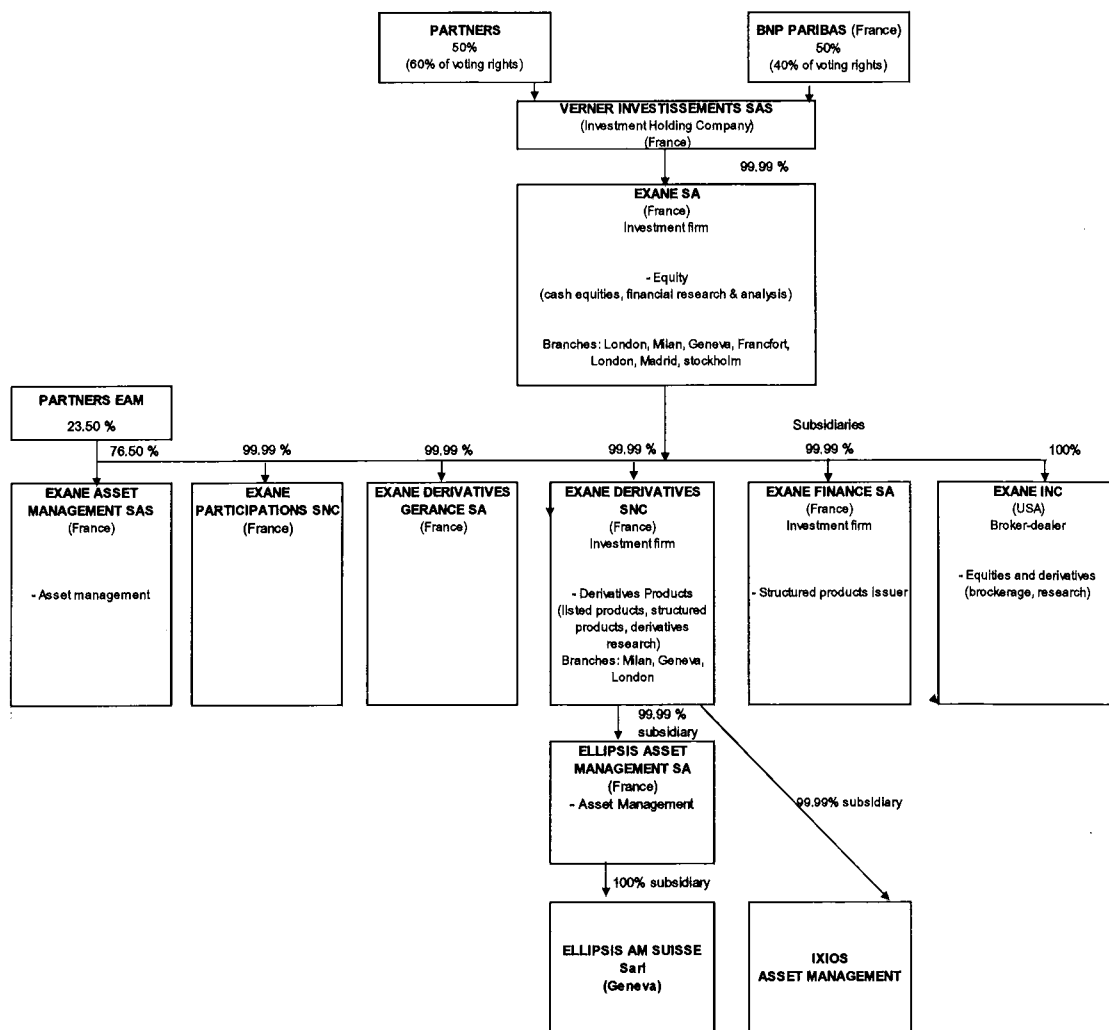 PARTNERS
50%
(60% of voting rights)
BNP PARIBAS (France)
50%
(40% of voting rights)
VERNER INVESTISSEMENTS SAS
(Investment Holding Company)
(France)
99.99 %
EXANE SA
(France)
Investment firm
- Equity
(cash equities, financial research & analysis)
Branches: London, Milan, Geneva, Francfort,
London, Madrid, stockholm
PARTNERS EAM
23.50 %
Subsidiaries
76.50 %
99.99 %
99.99 %
99.99 %
99.99 %
100%
EXANE ASSET
MANAGEMENT SAS
(France)
- Asset management
EXANE
PARTICIPATIONS SNC
(France)
EXANE DERIVATIVES
GERANCE SA
(France)
EXANE DERIVATIVES
SNC
(France)
Investment firm
- Derivatives Products
(listed products, structured
products, derivatives
research)
Branches: Milan, Geneva,
London
EXANE FINANCE SA
(France)
Investment firm
- Structured products issuer
EXANE INC
(USA)
Broker-dealer
- Equities and derivatives
(brockerage, research)
99.99 %
subsidiary
ELLIPSIS ASSET
MANAGEMENT SA
(France)
- Asset Management
99.99% subsidiary
100% subsidiary
ELLIPSIS AM SUISSE
Sarl
(Geneva)
IXIOS
ASSET MANAGEMENT